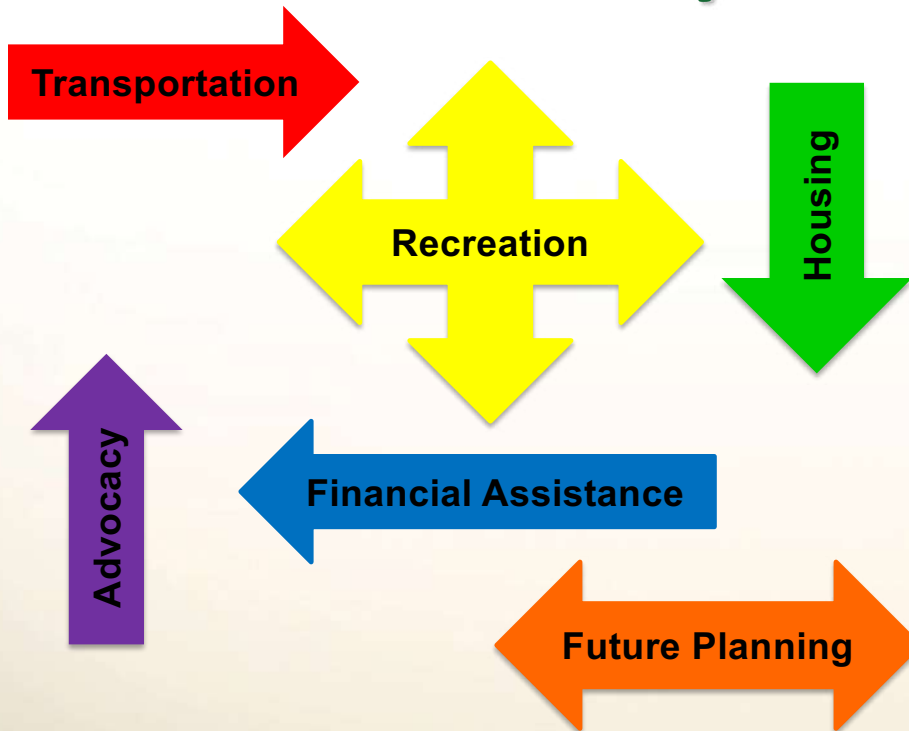 Transportation
Recreation
Housing
Advocacy
Financial Assistance
Future Planning